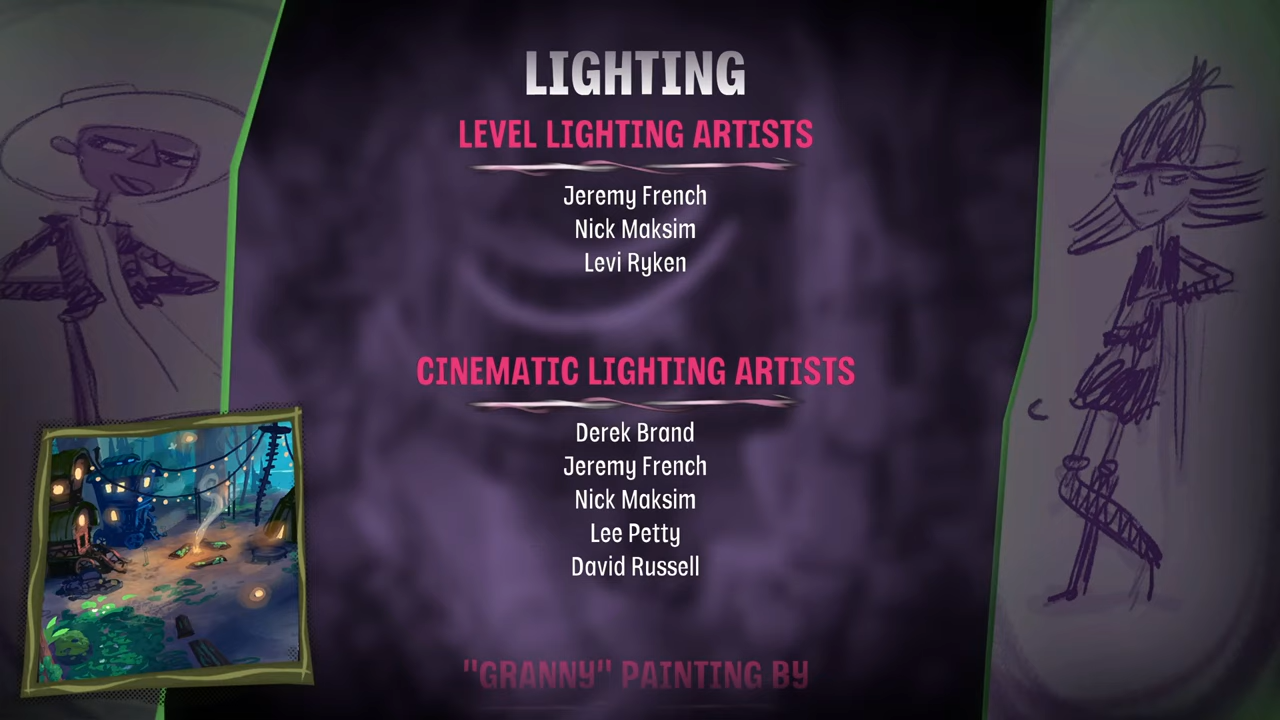 LIGHTING
LEVEL LIGHTING ARTISTS
Jeremy French
Nick Maksim
Levi Ryken
CINEMATIC LIGHTING ARTISTS
Derek Brand
Jeremy French
Nick Maksim
Lee Petty
David Russell
"GRANNY" PAINTING BY